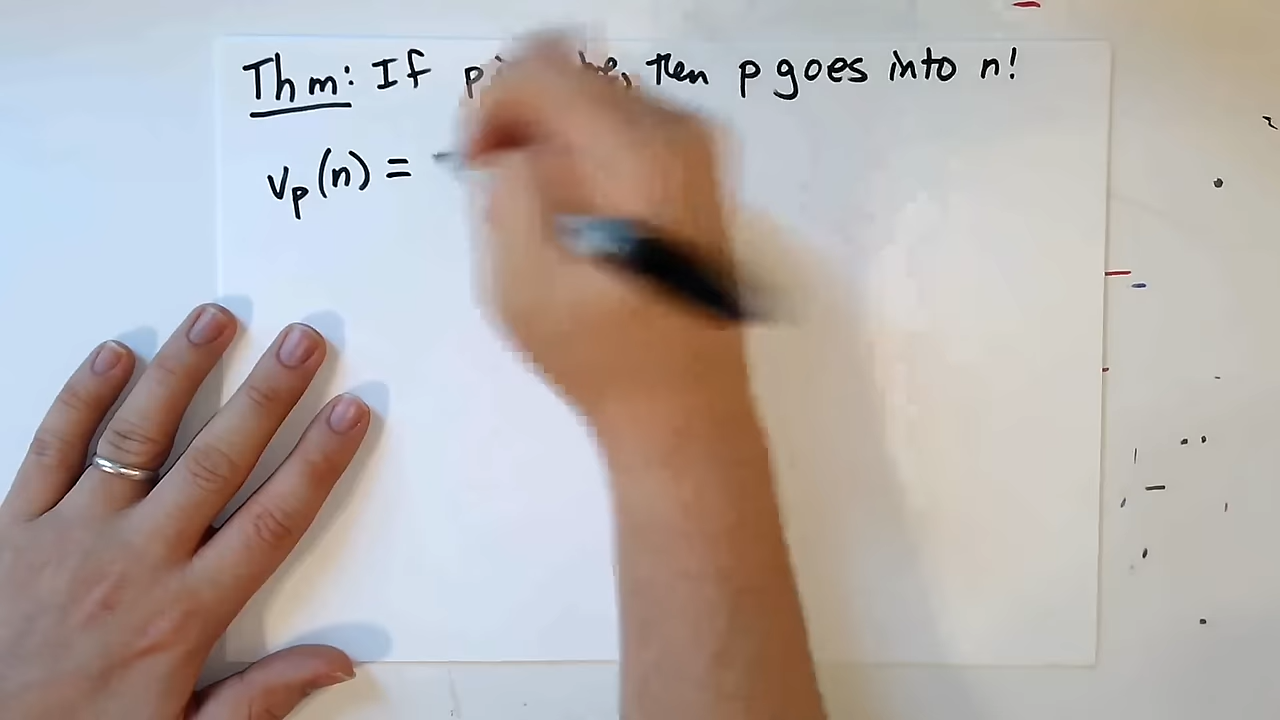 Thm: If p then p goes into n!
vₚ(n) =